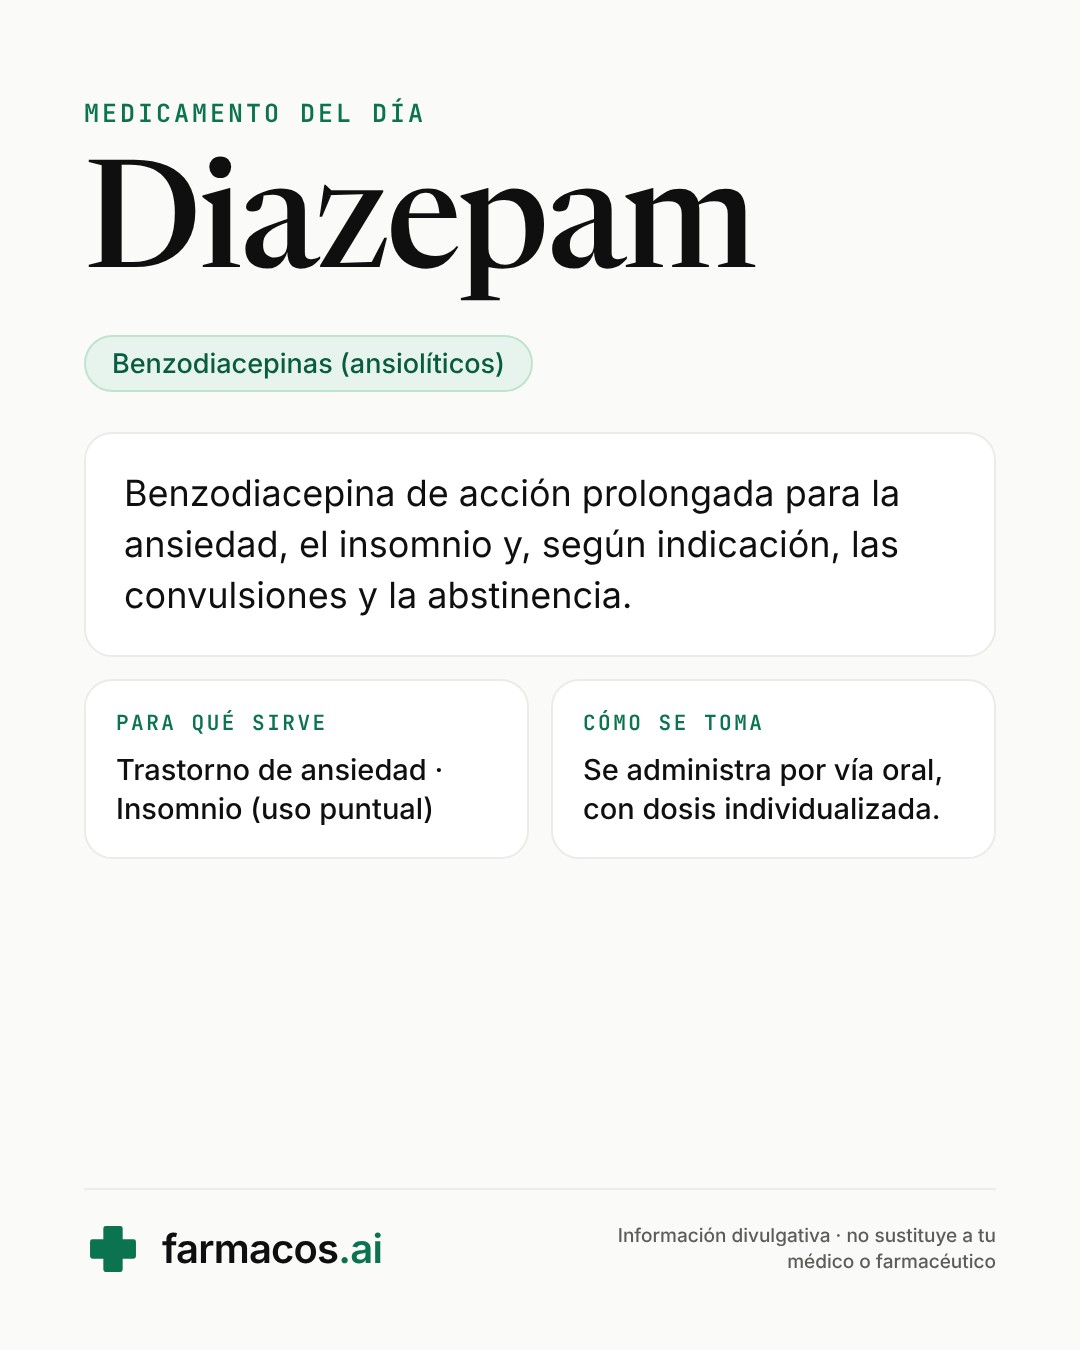 MEDICAMENTO DEL DÍA
Diazepam
Benzodiacepinas (ansiolíticos)
Benzodiacepina de acción prolongada para la
ansiedad, el insomnio y, según indicación, las
convulsiones y la abstinencia.
PARA QUÉ SIRVE
Trastorno de ansiedad ·
Insomnio (uso puntual)
CÓMO SE TOMA
Se administra por vía oral,
con dosis individualizada.
farmacos.ai
Información divulgativa · no sustituye a tu
médico o farmacéutico